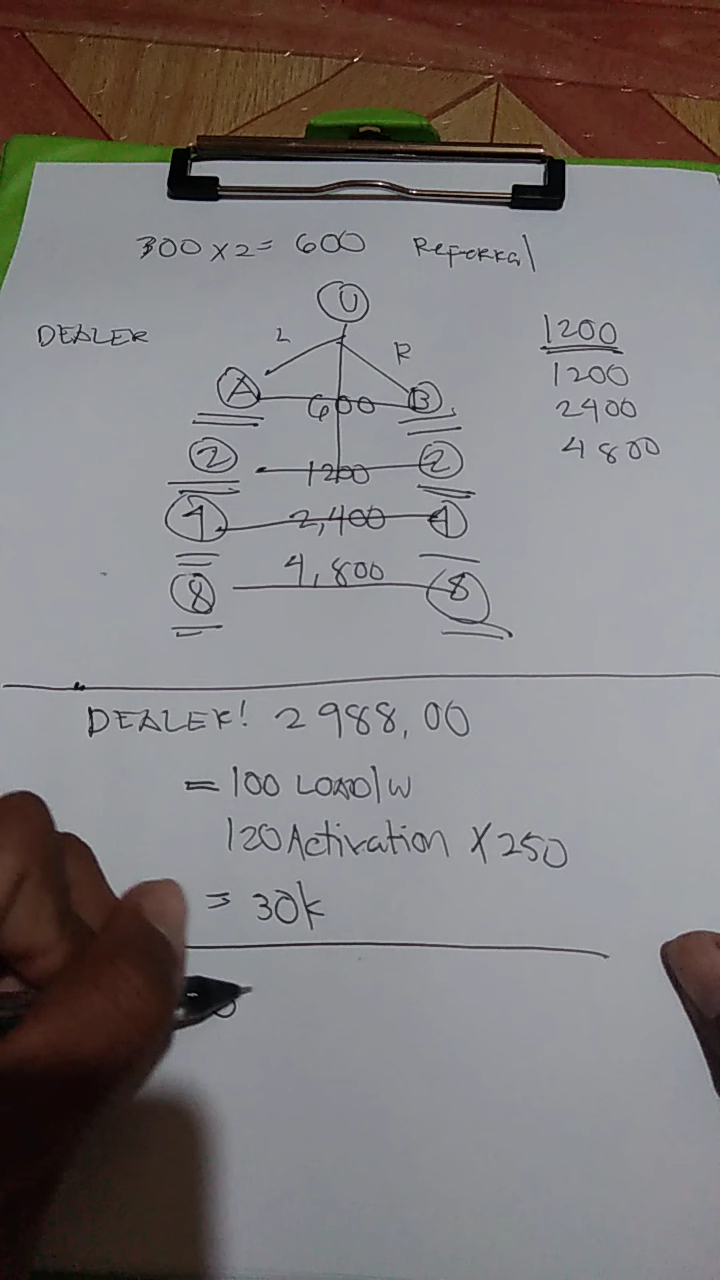 300 x 2 = 600 Referral
U
DEALER L R 1200
A 600 B 1200
2 1200 2 2400
4 2,400 4 4800
8 4,800 8
DEALER! 2988.00
= 100 LOAD/W
120 Activation x 250
= 30k